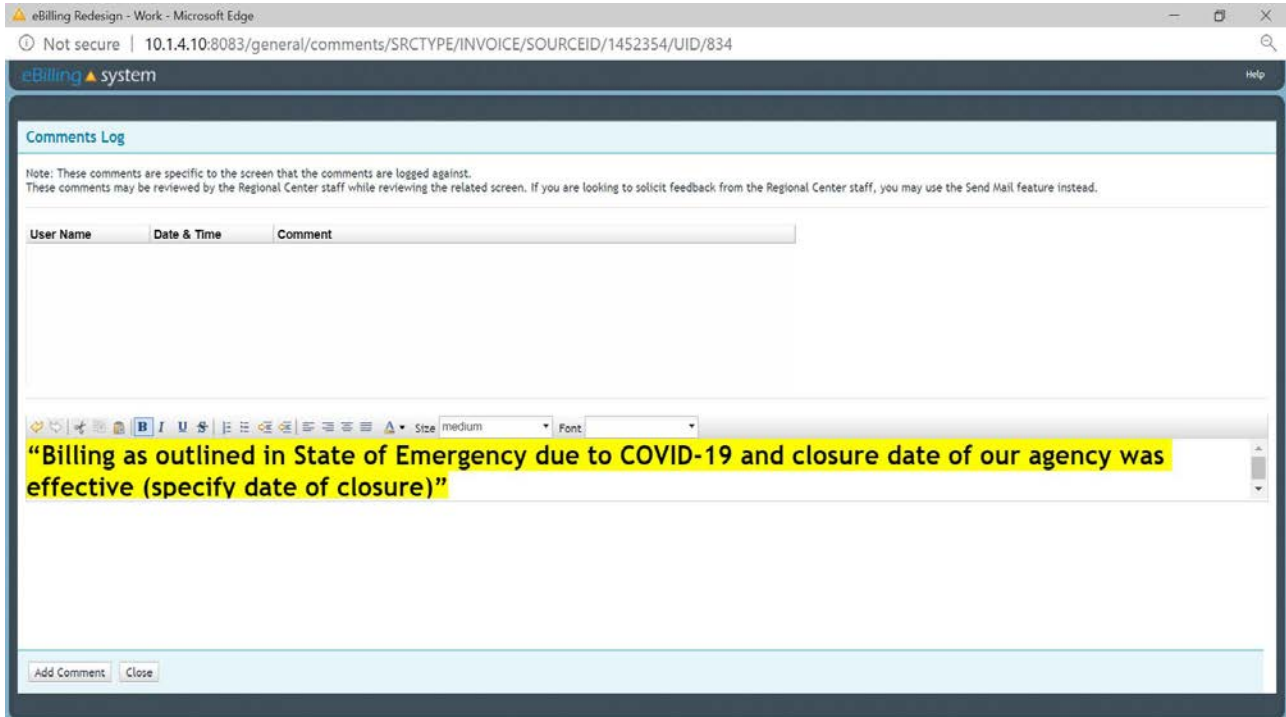 eBilling Redesign - Work - Microsoft Edge
Not secure | 10.1.4.10:8083/general/comments/SRCTYPE/INVOICE/SOURCEID/1452354/UID/834
eBilling system
Help
Comments Log
Note: These comments are specific to the screen that the comments are logged against.
These comments may be reviewed by the Regional Center staff while reviewing the related screen. If you are looking to solicit feedback from the Regional Center staff, you may use the Send Mail feature instead.
User Name Date & Time Comment
B I U S A Size medium Font
“Billing as outlined in State of Emergency due to COVID-19 and closure date of our agency was
effective (specify date of closure)”
Add Comment Close